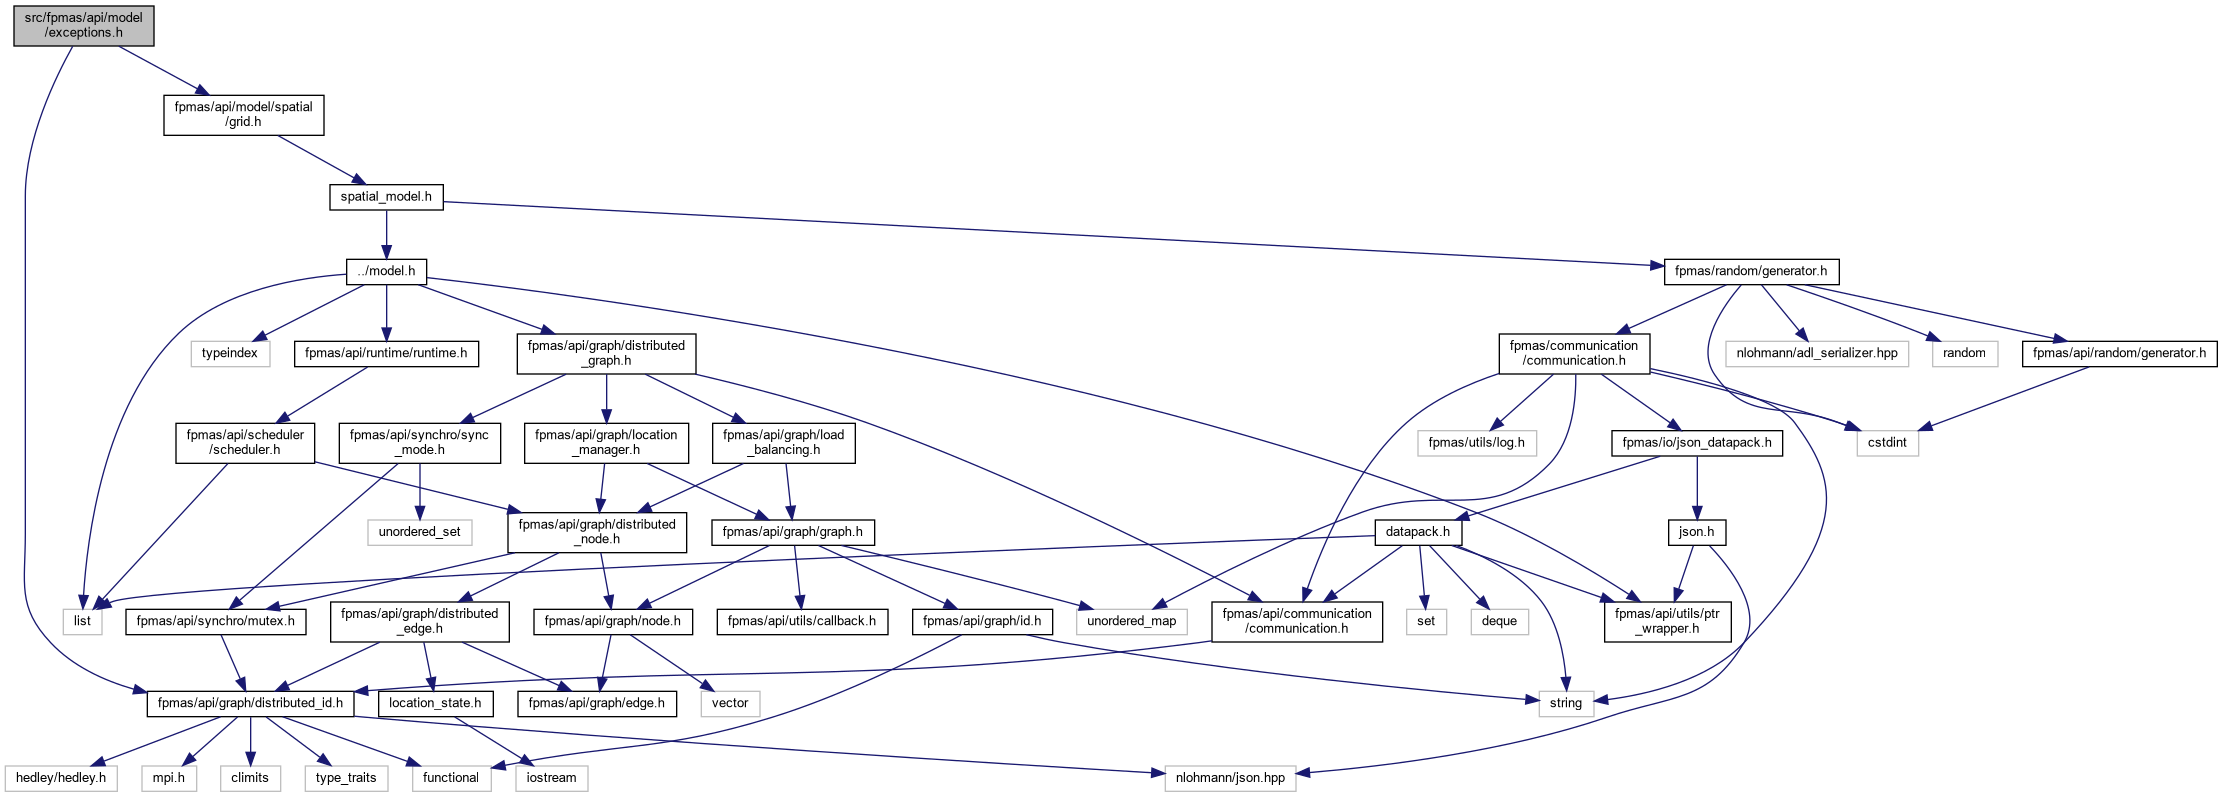 src/fpmas/api/model
/exceptions.h
fpmas/api/model/spatial
/grid.h
spatial_model.h
../model.h
fpmas/random/generator.h
typeindex
fpmas/api/runtime/runtime.h
fpmas/api/graph/distributed
_graph.h
fpmas/communication
/communication.h
nlohmann/adl_serializer.hpp
random
fpmas/api/random/generator.h
fpmas/api/scheduler
/scheduler.h
fpmas/api/synchro/sync
_mode.h
fpmas/api/graph/location
_manager.h
fpmas/api/graph/load
_balancing.h
fpmas/utils/log.h
fpmas/io/json_datapack.h
cstdint
unordered_set
fpmas/api/graph/distributed
_node.h
fpmas/api/graph/graph.h
datapack.h
json.h
list
fpmas/api/synchro/mutex.h
fpmas/api/graph/distributed
_edge.h
fpmas/api/graph/node.h
fpmas/api/utils/callback.h
fpmas/api/graph/id.h
unordered_map
fpmas/api/communication
/communication.h
set
deque
fpmas/api/utils/ptr
_wrapper.h
fpmas/api/graph/distributed_id.h
location_state.h
fpmas/api/graph/edge.h
vector
string
hedley/hedley.h
mpi.h
climits
type_traits
functional
iostream
nlohmann/json.hpp